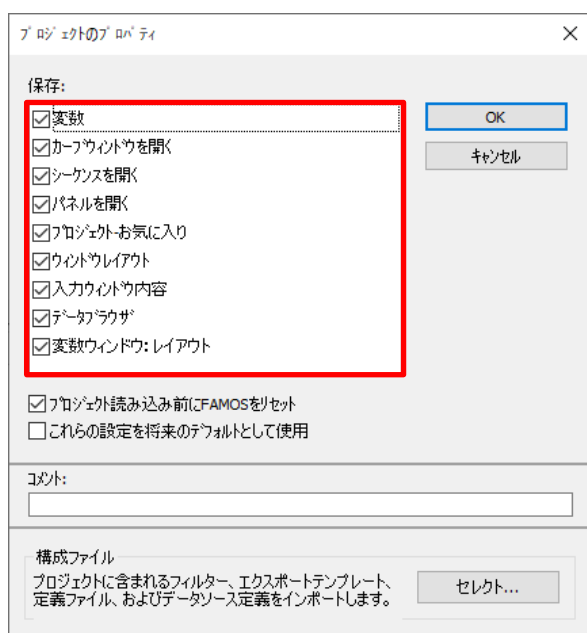 プロジェクトのプロパティ
保存:
変数
カーブウィンドウを開く
シーケンスを開く
パネルを開く
プロジェクト-お気に入り
ウィンドウレイアウト
入力ウィンドウ内容
データブラウザ
変数ウィンドウ: レイアウト
OK
キャンセル
プロジェクト読み込み前にFAMOSをリセット
これらの設定を将来のデフォルトとして使用
コメント:
構成ファイル
プロジェクトに含まれるフィルター、エクスポートテンプレート、
定義ファイル、およびデータソース定義をインポートします。
セレクト...